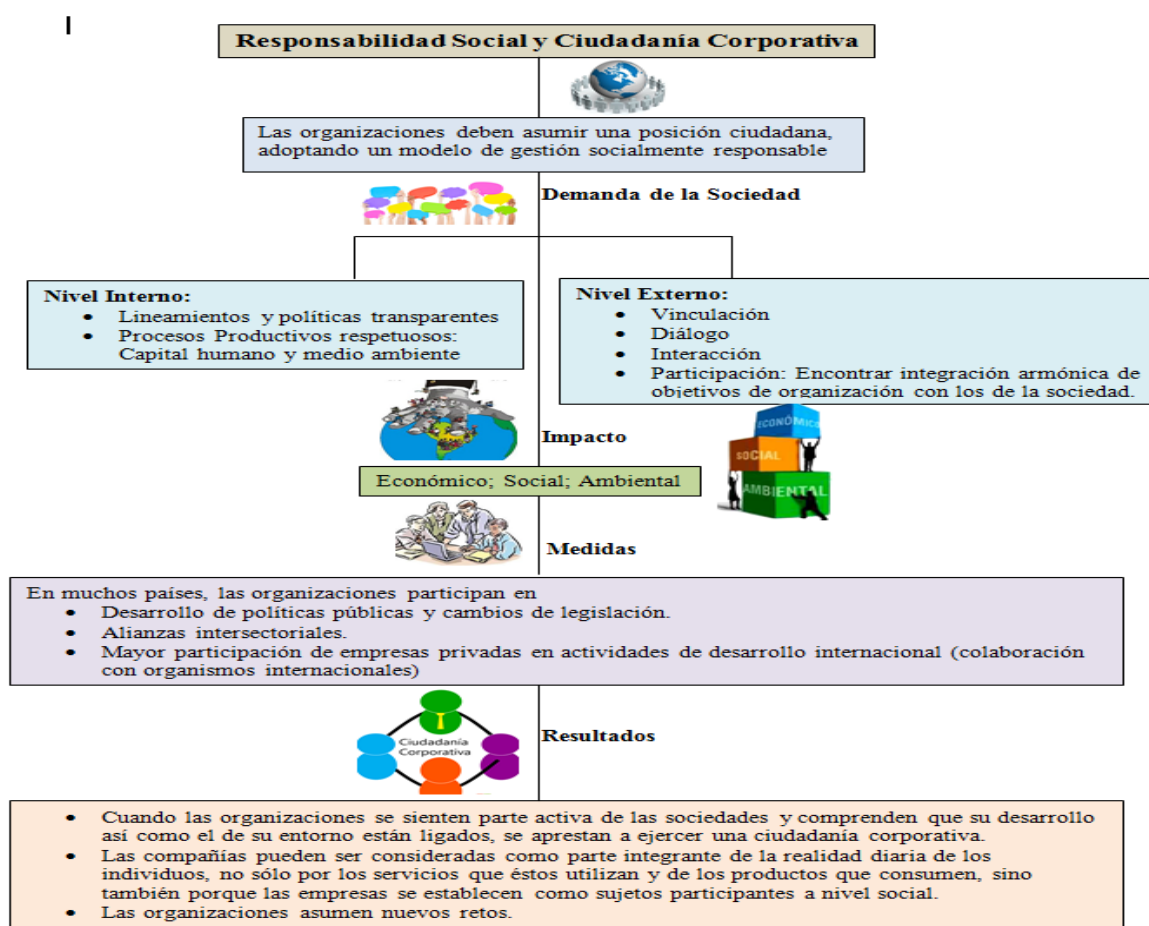 I
Responsabilidad Social y Ciudadanía Corporativa
Las organizaciones deben asumir una posición ciudadana,
adoptando un modelo de gestión socialmente responsable
Demanda de la Sociedad
Nivel Interno:
• Lineamientos y políticas transparentes
• Procesos Productivos respetuosos:
Capital humano y medio ambiente
Nivel Externo:
• Vinculación
• Diálogo
• Interacción
• Participación: Encontrar integración armónica de
objetivos de organización con los de la sociedad.
Impacto
ECONÓMICO
SOCIAL
AMBIENTAL
Económico; Social; Ambiental
Medidas
En muchos países, las organizaciones participan en
• Desarrollo de políticas públicas y cambios de legislación.
• Alianzas intersectoriales.
• Mayor participación de empresas privadas en actividades de desarrollo internacional (colaboración
con organismos internacionales)
Ciudadanía
Corporativa
Resultados
• Cuando las organizaciones se sienten parte activa de las sociedades y comprenden que su desarrollo
así como el de su entorno están ligados, se aprestan a ejercer una ciudadanía corporativa.
• Las compañías pueden ser consideradas como parte integrante de la realidad diaria de los
individuos, no sólo por los servicios que éstos utilizan y de los productos que consumen, sino
también porque las empresas se establecen como sujetos participantes a nivel social.
• Las organizaciones asumen nuevos retos.